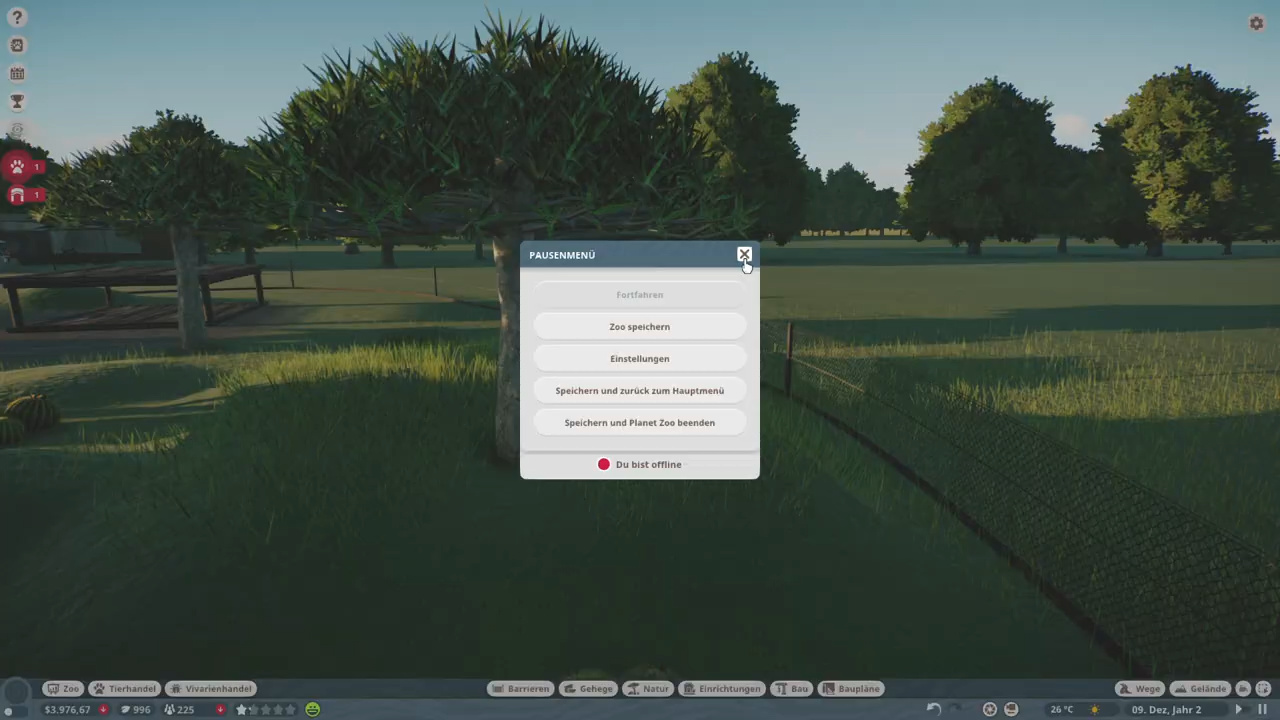 ?
1
1
PAUSENMENÜ
Fortfahren
Zoo speichern
Einstellungen
Speichern und zurück zum Hauptmenü
Speichern und Planet Zoo beenden
Du bist offline
Zoo
Tierhandel
Vivarienhandel
Barrieren
Gehege
Natur
Einrichtungen
Bau
Baupläne
Wege
Gelände
$3.976,67
996
225
26 °C
09. Dez, Jahr 2